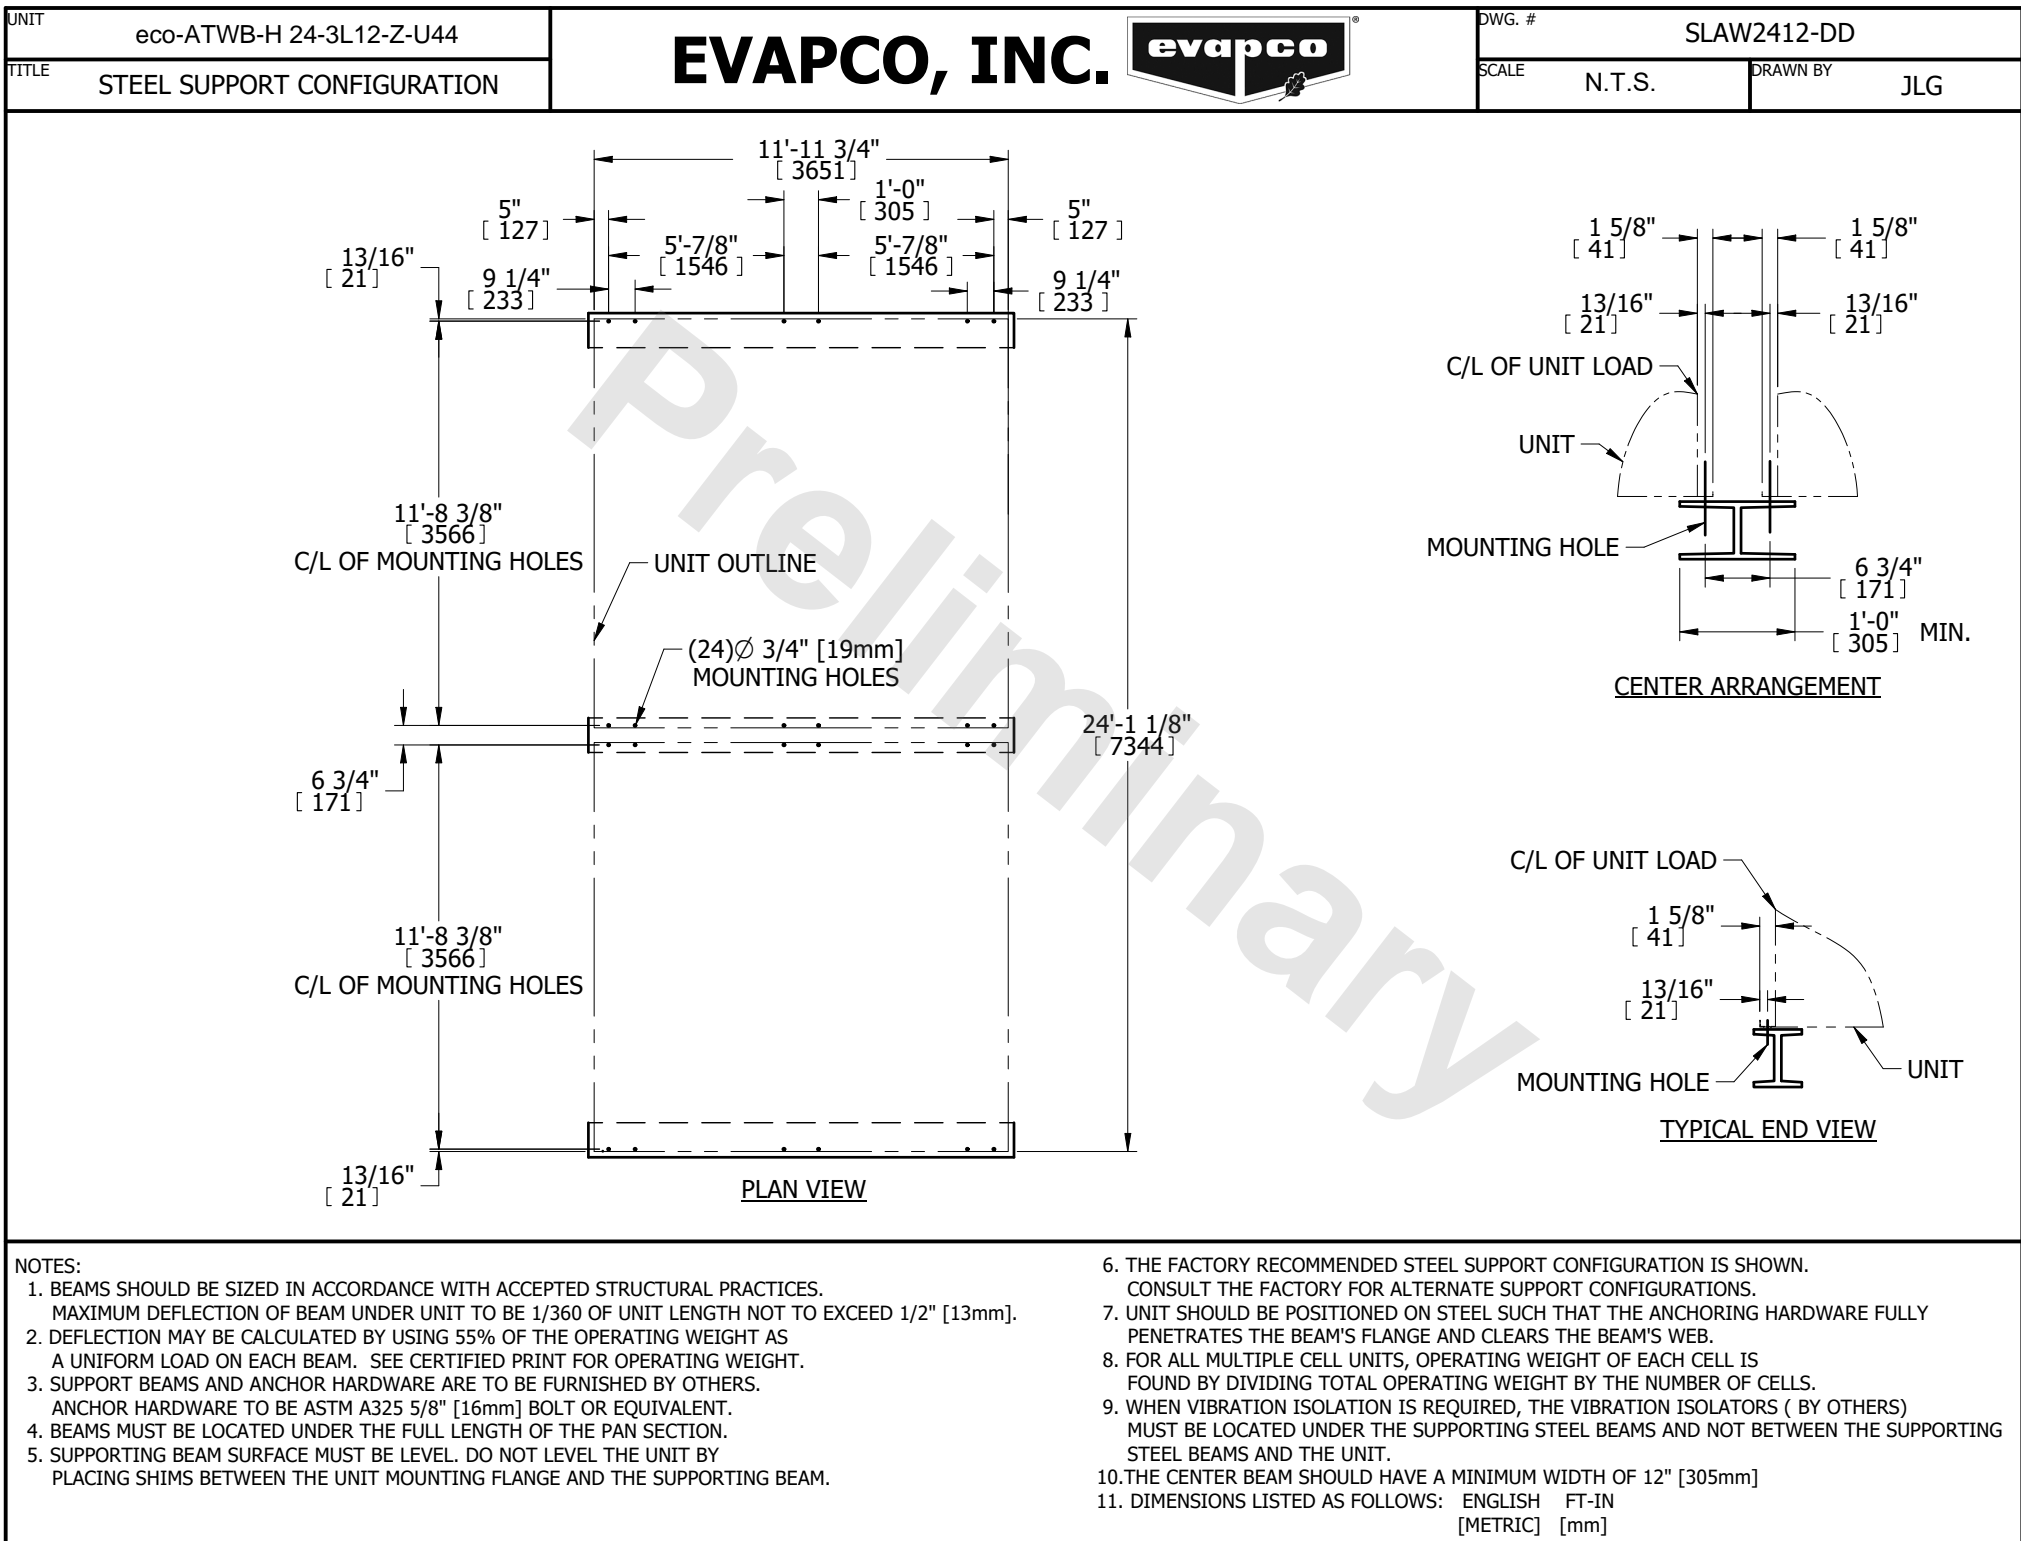 UNIT
eco-ATWB-H 24-3L12-Z-U44
TITLE
STEEL SUPPORT CONFIGURATION
EVAPCO, INC.
evapco
®
DWG. #
SLAW2412-DD
SCALE
N.T.S.
DRAWN BY
JLG
11'-11 3/4"
[ 3651 ]
1'-0"
[ 305 ]
5"
[ 127 ]
5"
[ 127 ]
5'-7/8"
[ 1546 ]
5'-7/8"
[ 1546 ]
13/16"
[ 21 ]
9 1/4"
[ 233 ]
9 1/4"
[ 233 ]
11'-8 3/8"
[ 3566 ]
C/L OF MOUNTING HOLES
UNIT OUTLINE
(24)∅ 3/4" [19mm]
MOUNTING HOLES
24'-1 1/8"
[ 7344 ]
6 3/4"
[ 171 ]
11'-8 3/8"
[ 3566 ]
C/L OF MOUNTING HOLES
13/16"
[ 21 ]
PLAN VIEW
Preliminary
1 5/8"
[ 41 ]
1 5/8"
[ 41 ]
13/16"
[ 21 ]
13/16"
[ 21 ]
C/L OF UNIT LOAD
UNIT
MOUNTING HOLE
6 3/4"
[ 171 ]
1'-0"
[ 305 ] MIN.
CENTER ARRANGEMENT
C/L OF UNIT LOAD
1 5/8"
[ 41 ]
13/16"
[ 21 ]
MOUNTING HOLE
UNIT
TYPICAL END VIEW
NOTES:
1. BEAMS SHOULD BE SIZED IN ACCORDANCE WITH ACCEPTED STRUCTURAL PRACTICES.
MAXIMUM DEFLECTION OF BEAM UNDER UNIT TO BE 1/360 OF UNIT LENGTH NOT TO EXCEED 1/2" [13mm].
2. DEFLECTION MAY BE CALCULATED BY USING 55% OF THE OPERATING WEIGHT AS
A UNIFORM LOAD ON EACH BEAM. SEE CERTIFIED PRINT FOR OPERATING WEIGHT.
3. SUPPORT BEAMS AND ANCHOR HARDWARE ARE TO BE FURNISHED BY OTHERS.
ANCHOR HARDWARE TO BE ASTM A325 5/8" [16mm] BOLT OR EQUIVALENT.
4. BEAMS MUST BE LOCATED UNDER THE FULL LENGTH OF THE PAN SECTION.
5. SUPPORTING BEAM SURFACE MUST BE LEVEL. DO NOT LEVEL THE UNIT BY
PLACING SHIMS BETWEEN THE UNIT MOUNTING FLANGE AND THE SUPPORTING BEAM.
6. THE FACTORY RECOMMENDED STEEL SUPPORT CONFIGURATION IS SHOWN.
CONSULT THE FACTORY FOR ALTERNATE SUPPORT CONFIGURATIONS.
7. UNIT SHOULD BE POSITIONED ON STEEL SUCH THAT THE ANCHORING HARDWARE FULLY
PENETRATES THE BEAM'S FLANGE AND CLEARS THE BEAM'S WEB.
8. FOR ALL MULTIPLE CELL UNITS, OPERATING WEIGHT OF EACH CELL IS
FOUND BY DIVIDING TOTAL OPERATING WEIGHT BY THE NUMBER OF CELLS.
9. WHEN VIBRATION ISOLATION IS REQUIRED, THE VIBRATION ISOLATORS ( BY OTHERS)
MUST BE LOCATED UNDER THE SUPPORTING STEEL BEAMS AND NOT BETWEEN THE SUPPORTING
STEEL BEAMS AND THE UNIT.
10.THE CENTER BEAM SHOULD HAVE A MINIMUM WIDTH OF 12" [305mm]
11. DIMENSIONS LISTED AS FOLLOWS: ENGLISH FT-IN
[METRIC] [mm]